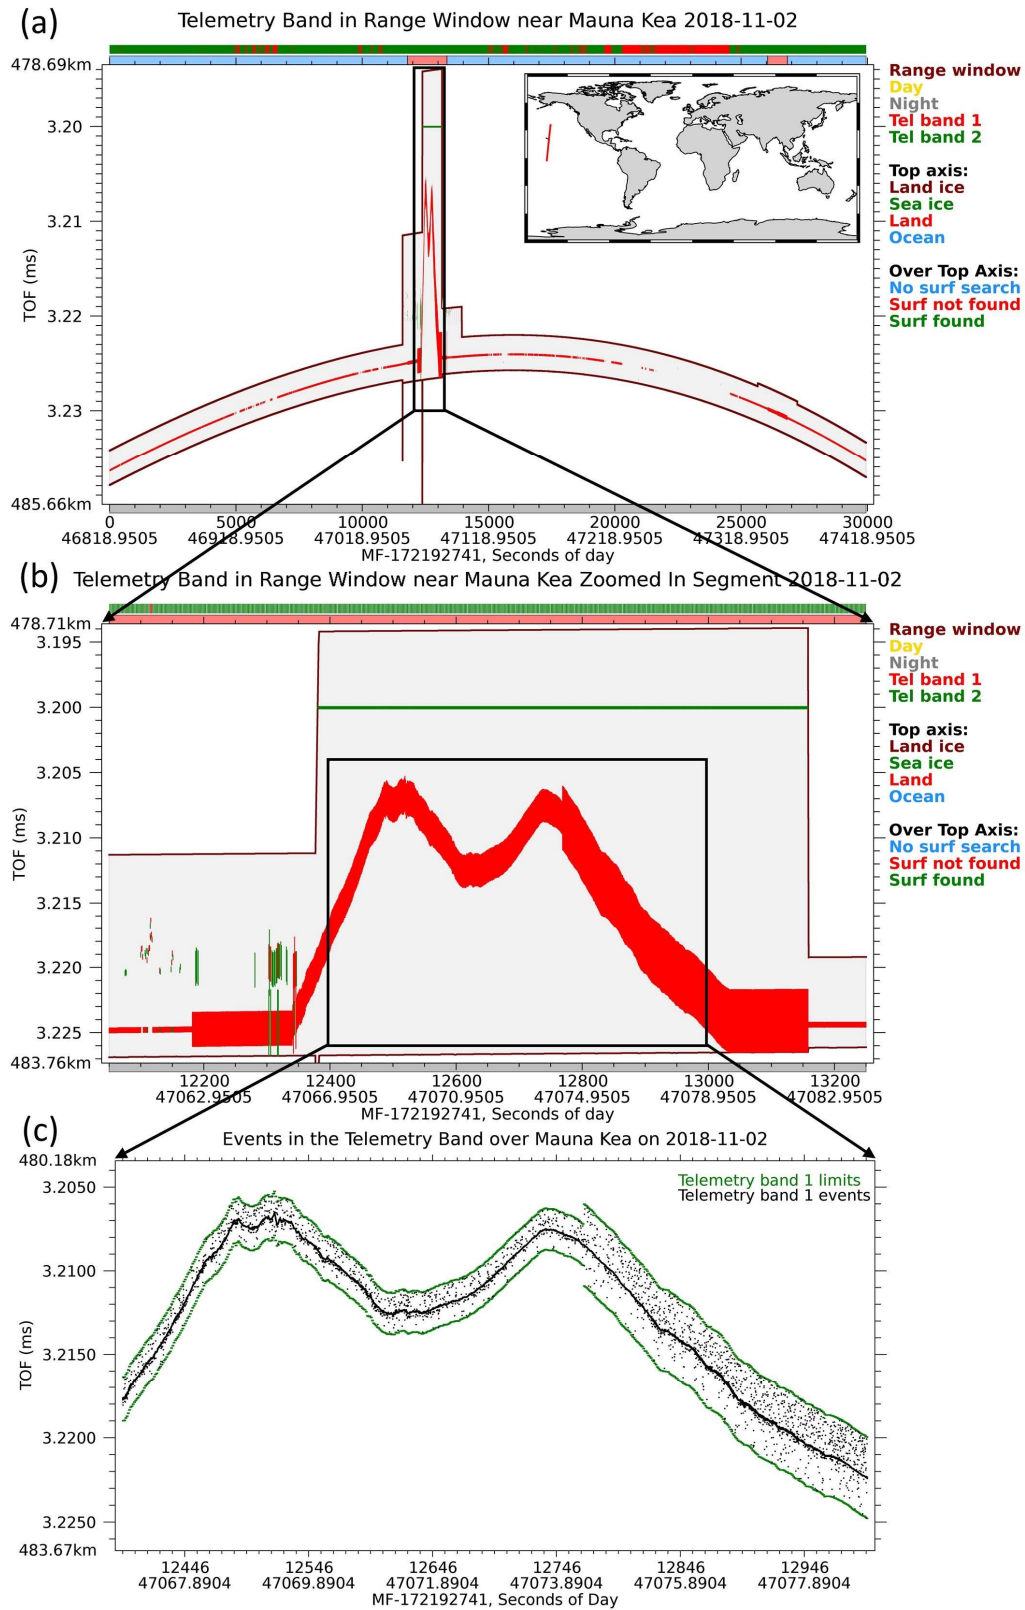 (a) Telemetry Band in Range Window near Mauna Kea 2018-11-02
478.69km
3.20
3.21
3.22
3.23
485.66km
TOF (ms)
Range window
Day
Night
Tel band 1
Tel band 2
Top axis:
Land ice
Sea ice
Land
Ocean
Over Top Axis:
No surf search
Surf not found
Surf found
0 5000 10000 15000 20000 25000 30000
46818.9505 46918.9505 47018.9505 47118.9505 47218.9505 47318.9505 47418.9505
MF-172192741, Seconds of day
(b) Telemetry Band in Range Window near Mauna Kea Zoomed In Segment 2018-11-02
478.71km
3.195
3.200
3.205
3.210
3.215
3.220
3.225
483.76km
TOF (ms)
Range window
Day
Night
Tel band 1
Tel band 2
Top axis:
Land ice
Sea ice
Land
Ocean
Over Top Axis:
No surf search
Surf not found
Surf found
12200 12400 12600 12800 13000 13200
47062.9505 47066.9505 47070.9505 47074.9505 47078.9505 47082.9505
MF-172192741, Seconds of day
(c) Events in the Telemetry Band over Mauna Kea on 2018-11-02
480.18km
3.2050
3.2100
3.2150
3.2200
3.2250
483.67km
TOF (ms)
Telemetry band 1 limits
Telemetry band 1 events
12446 12546 12646 12746 12846 12946
47067.8904 47069.8904 47071.8904 47073.8904 47075.8904 47077.8904
MF-172192741, Seconds of Day